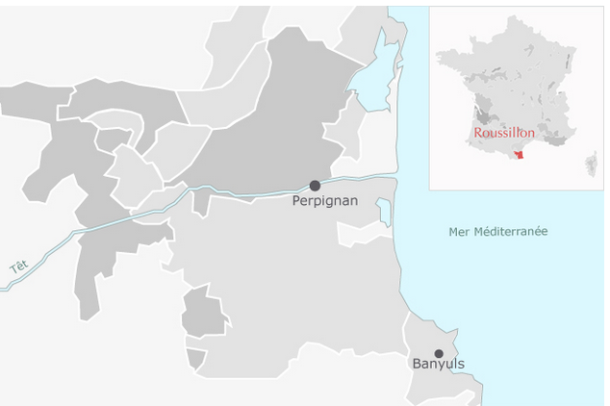 Roussillon
Perpignan
Mer Méditerranée
Têt
Banyuls